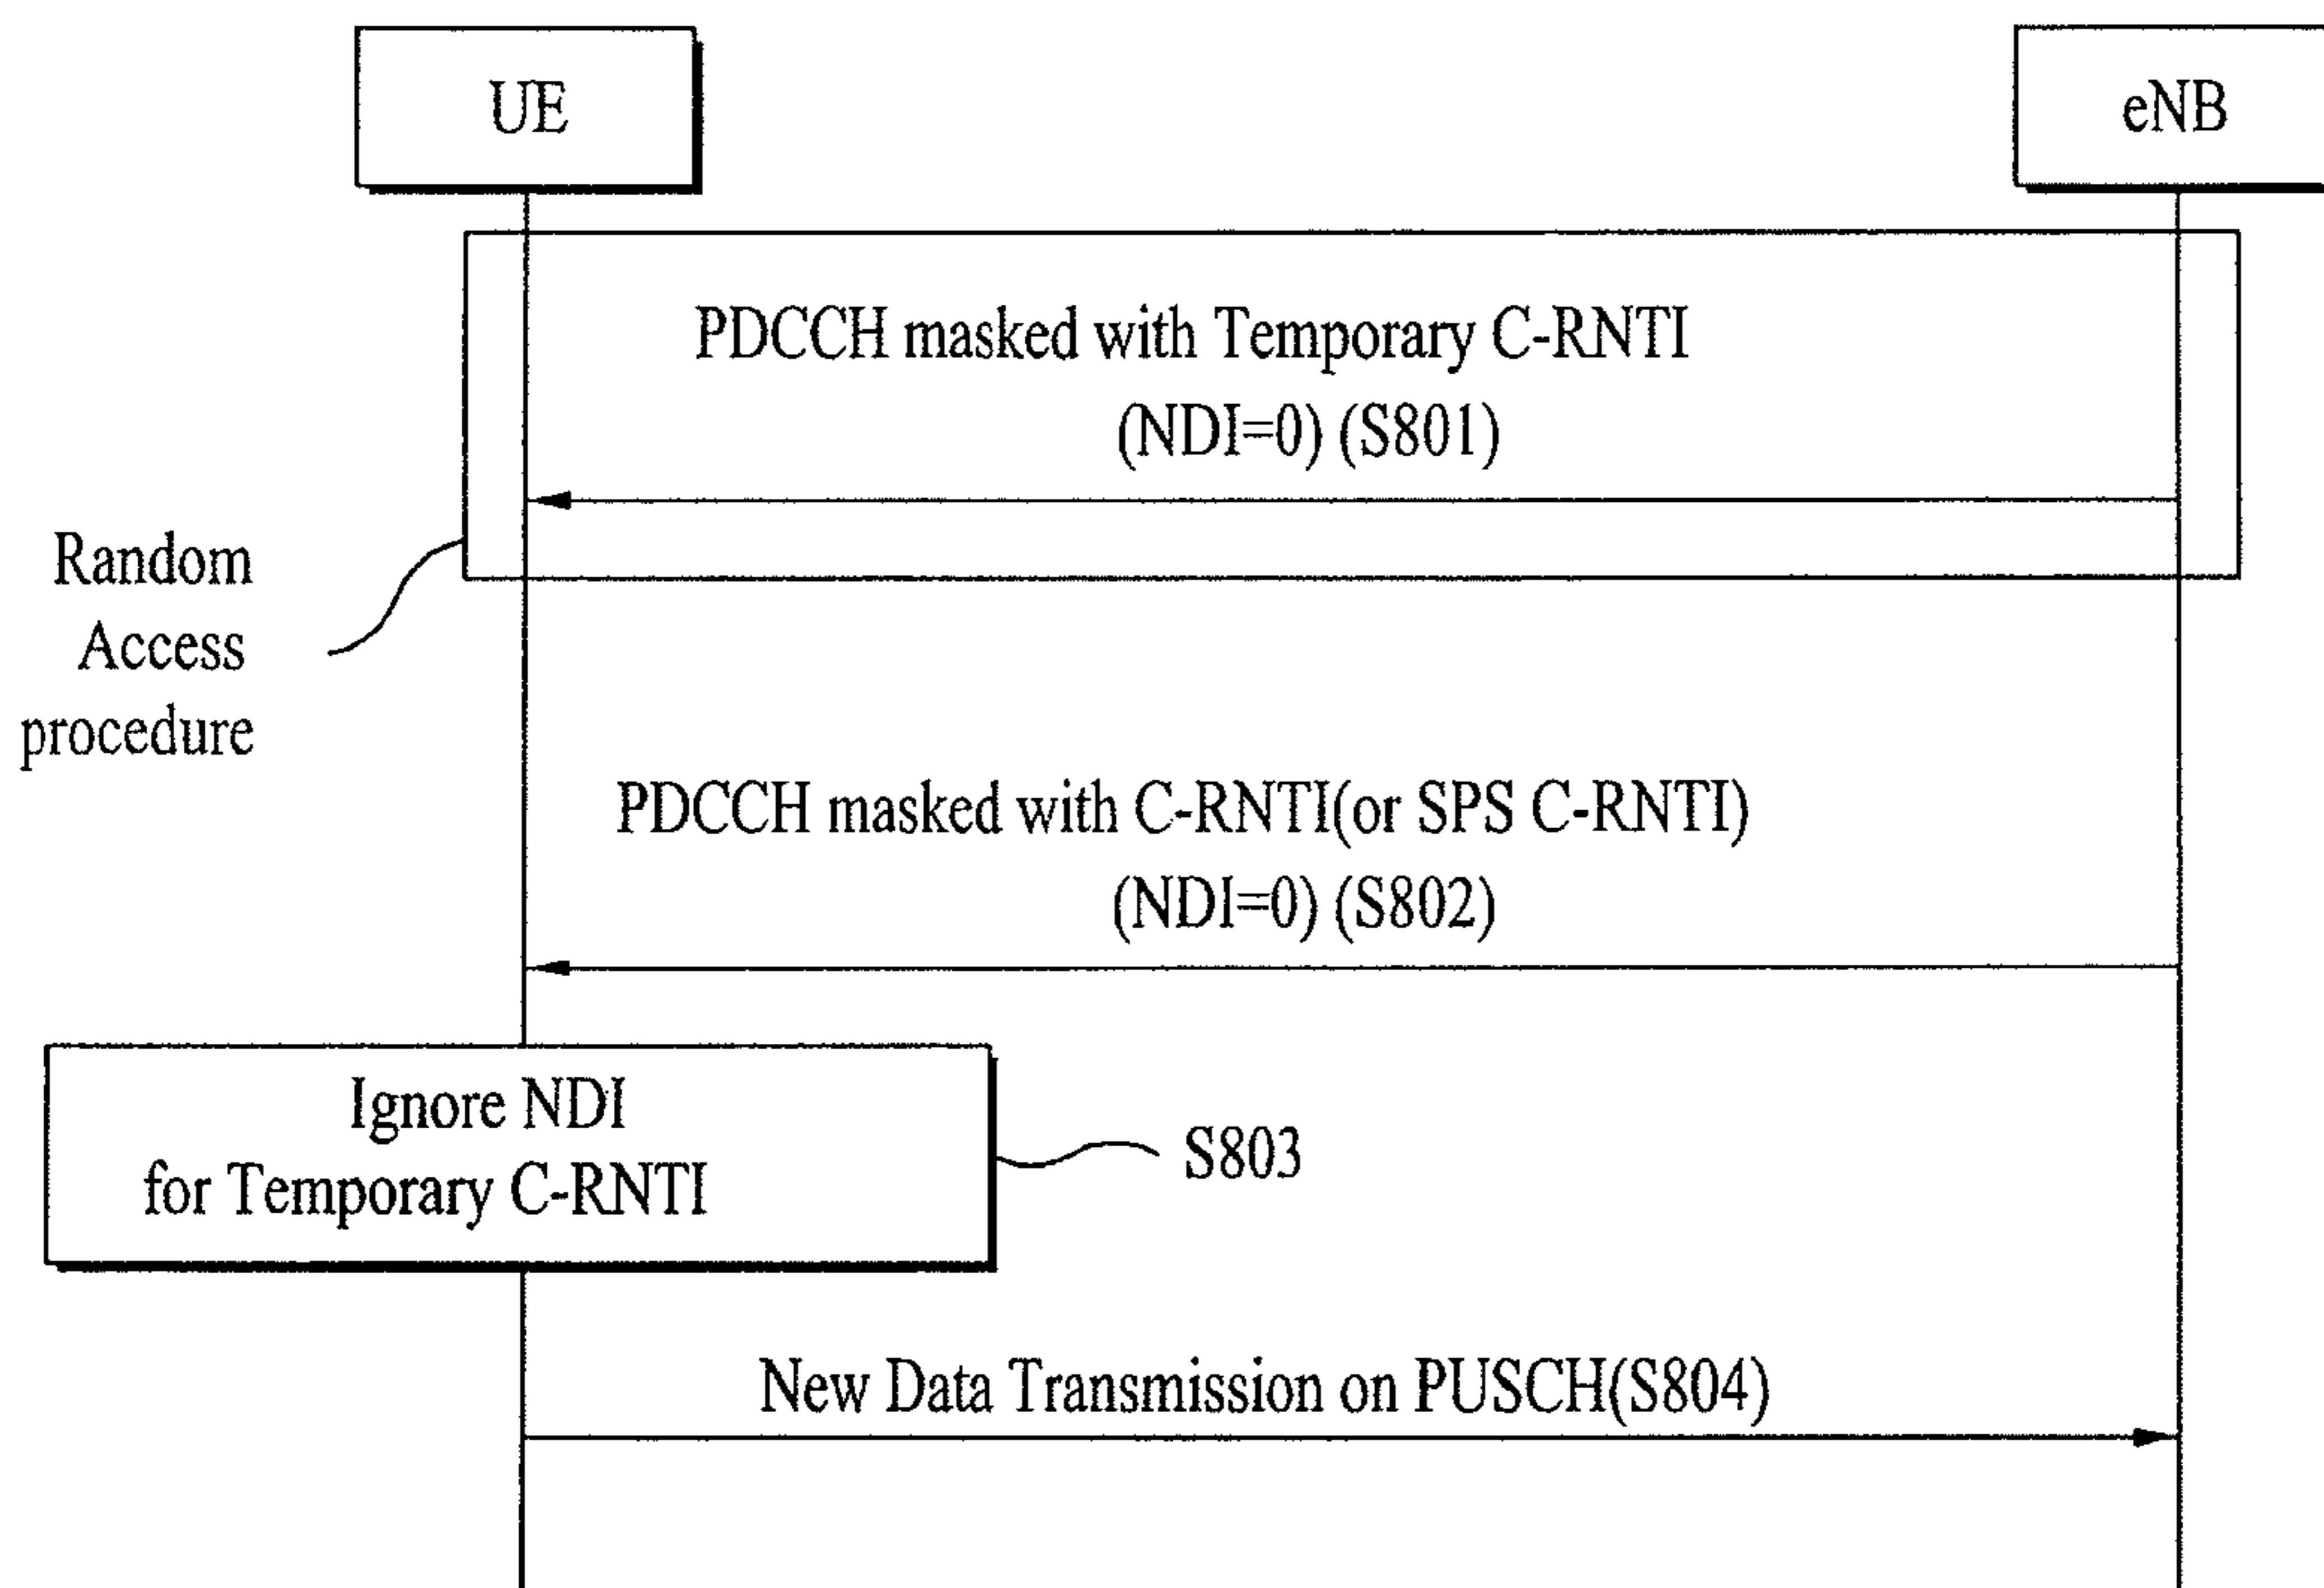 UE
eNB
PDCCH masked with Temporary C-RNTI
(NDI=0) (S801)
Random
Access
procedure
PDCCH masked with C-RNTI(or SPS C-RNTI)
(NDI=0) (S802)
Ignore NDI
for Temporary C-RNTI
S803
New Data Transmission on PUSCH(S804)